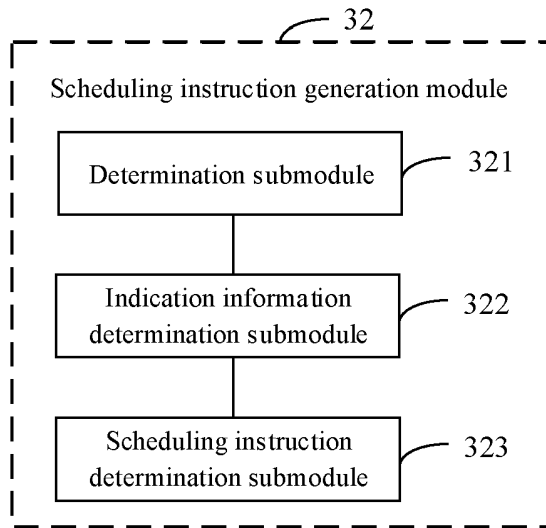 32
Scheduling instruction generation module
Determination submodule
321
Indication information
determination submodule
322
Scheduling instruction
determination submodule
323